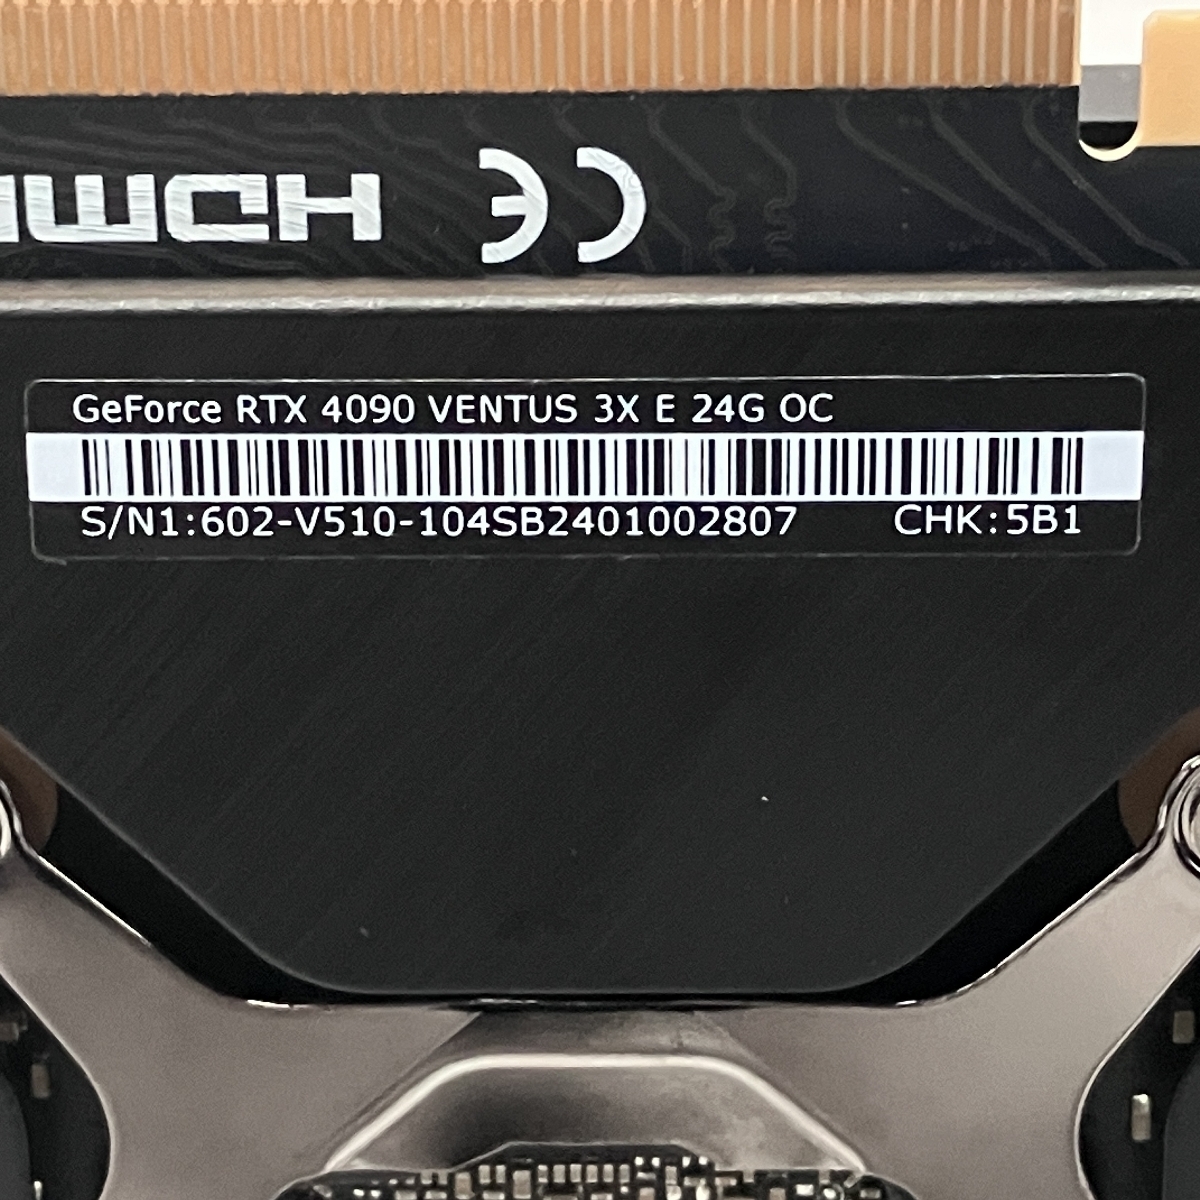 HDMI CE
GeForce RTX 4090 VENTUS 3X E 24G OC
S/N1:602-V510-104SB2401002807 CHK:5B1